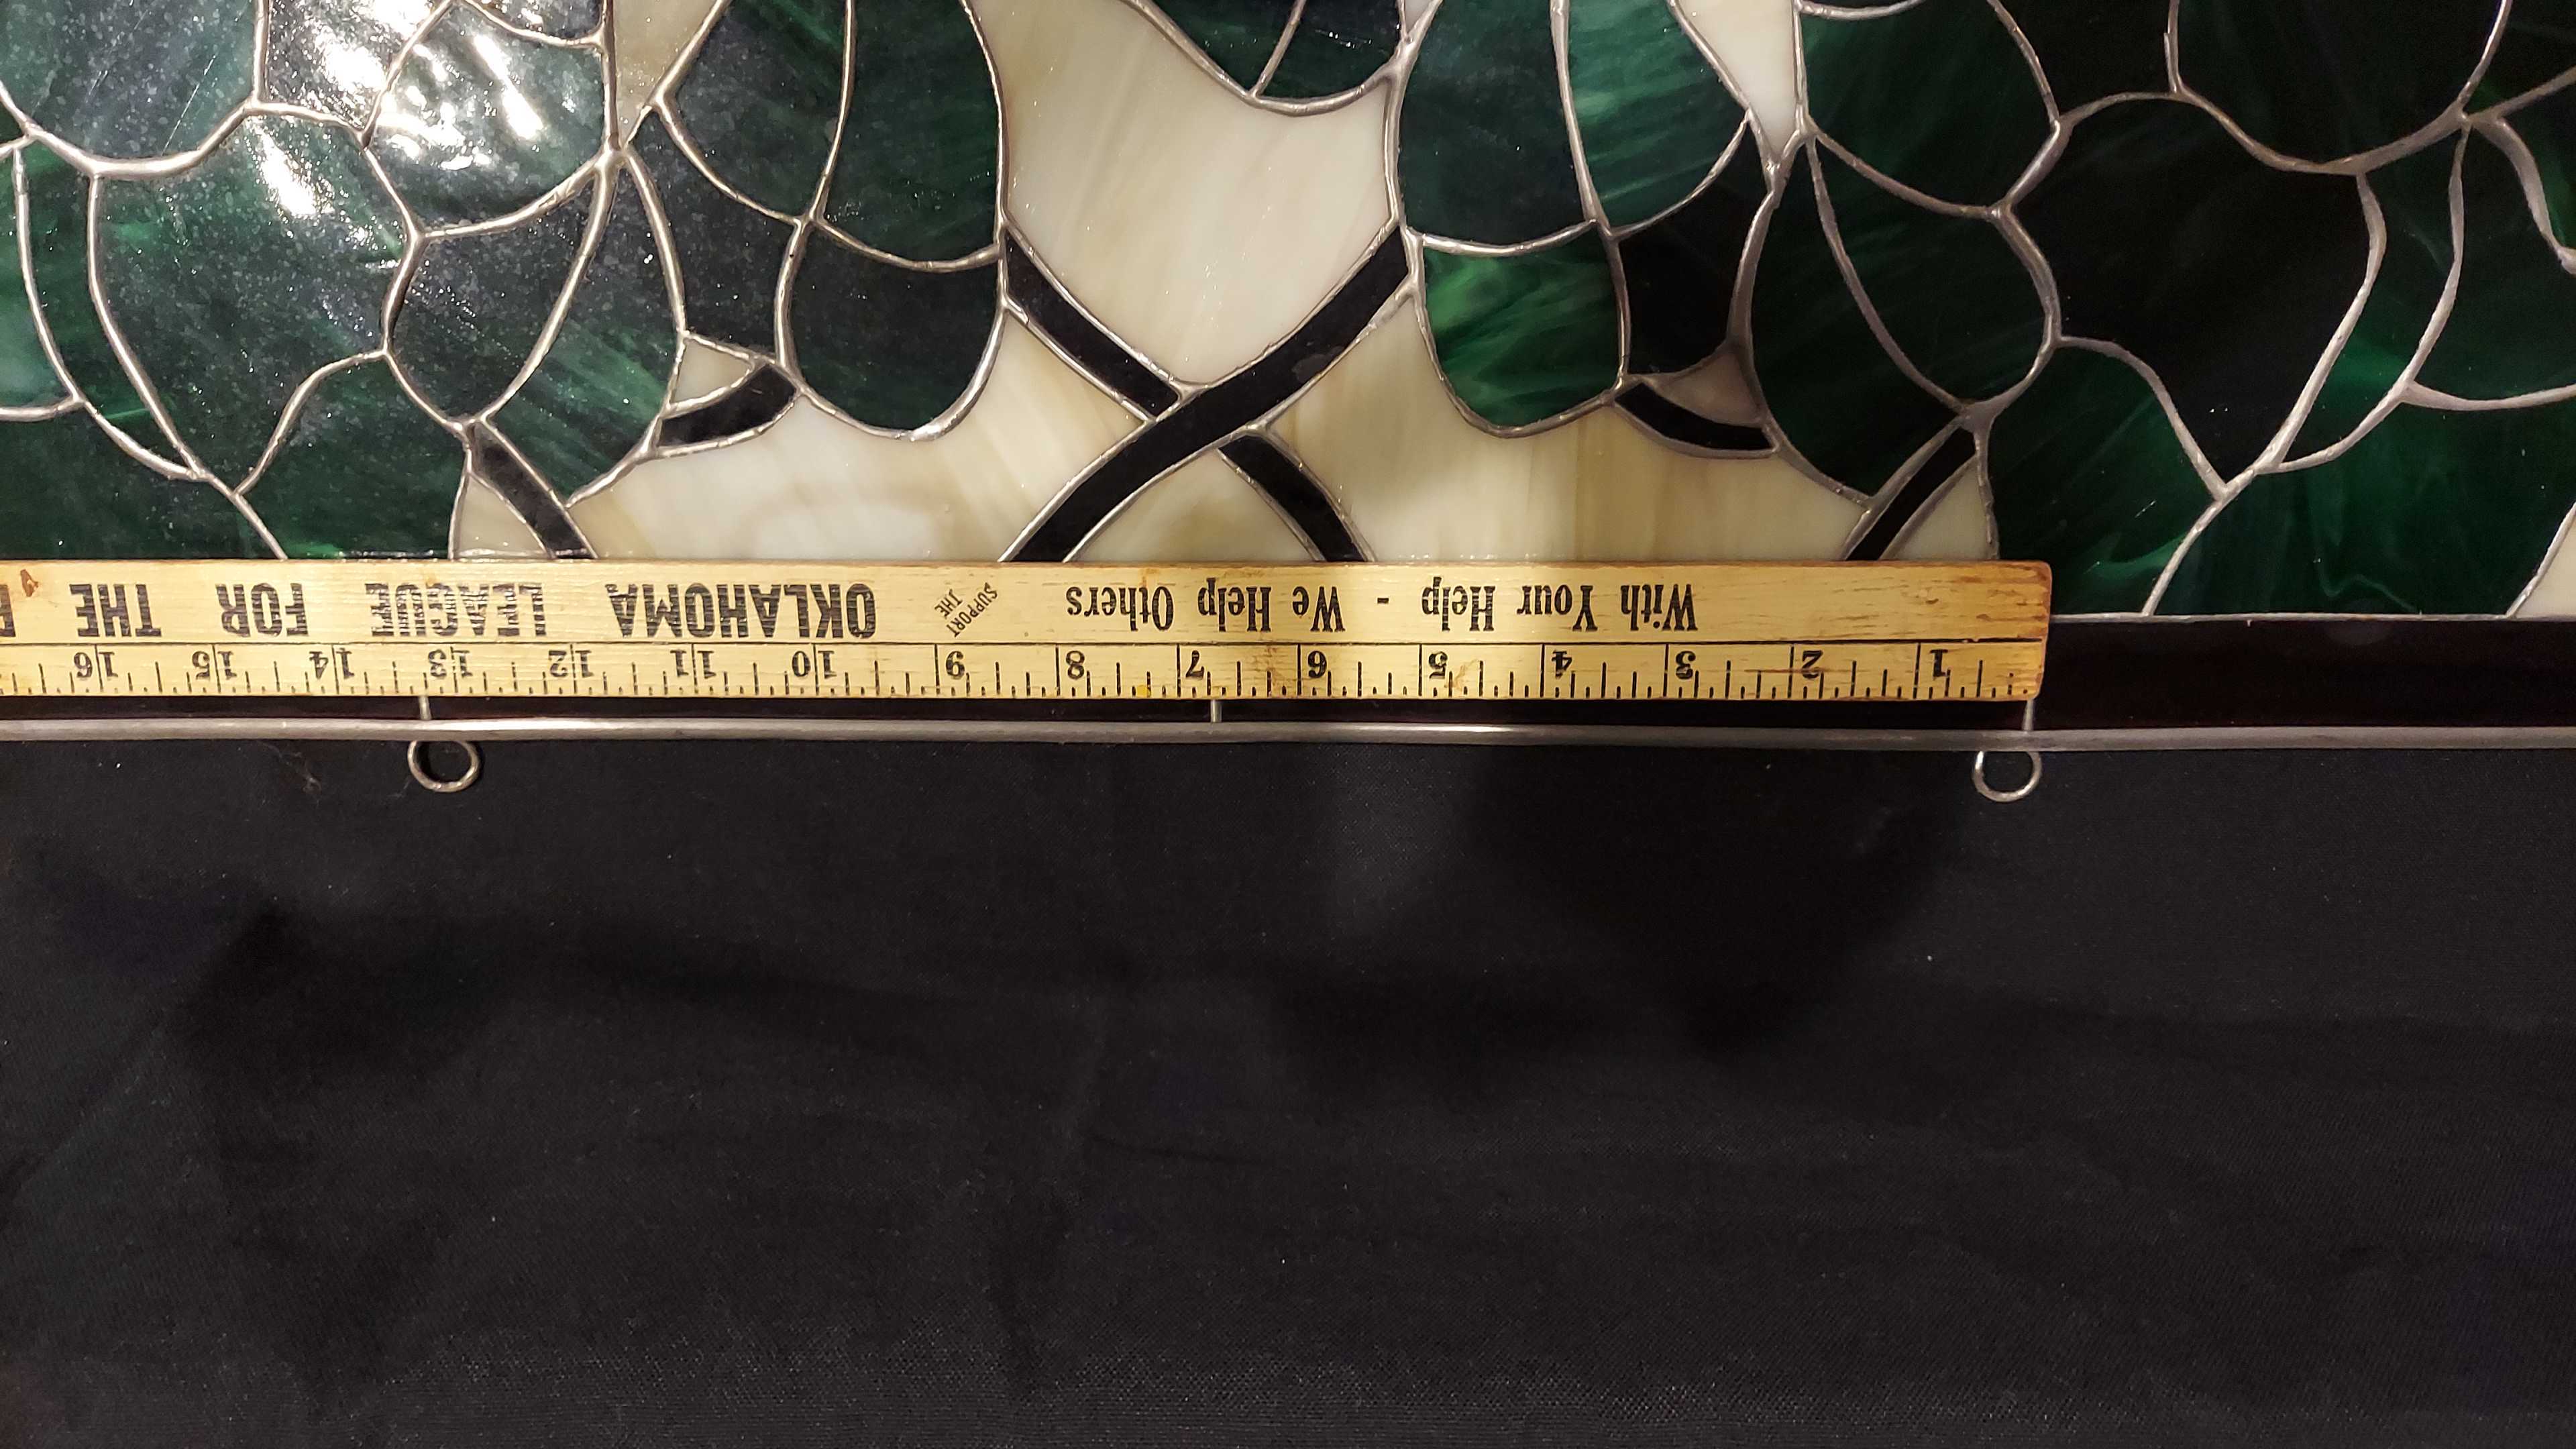 With Your Help - We Help Others
SUPPORT
THE
OKLAHOMA LEAGUE FOR THE
1 2 3 4 5 6 7 8 9 10 11 12 13 14 15 16